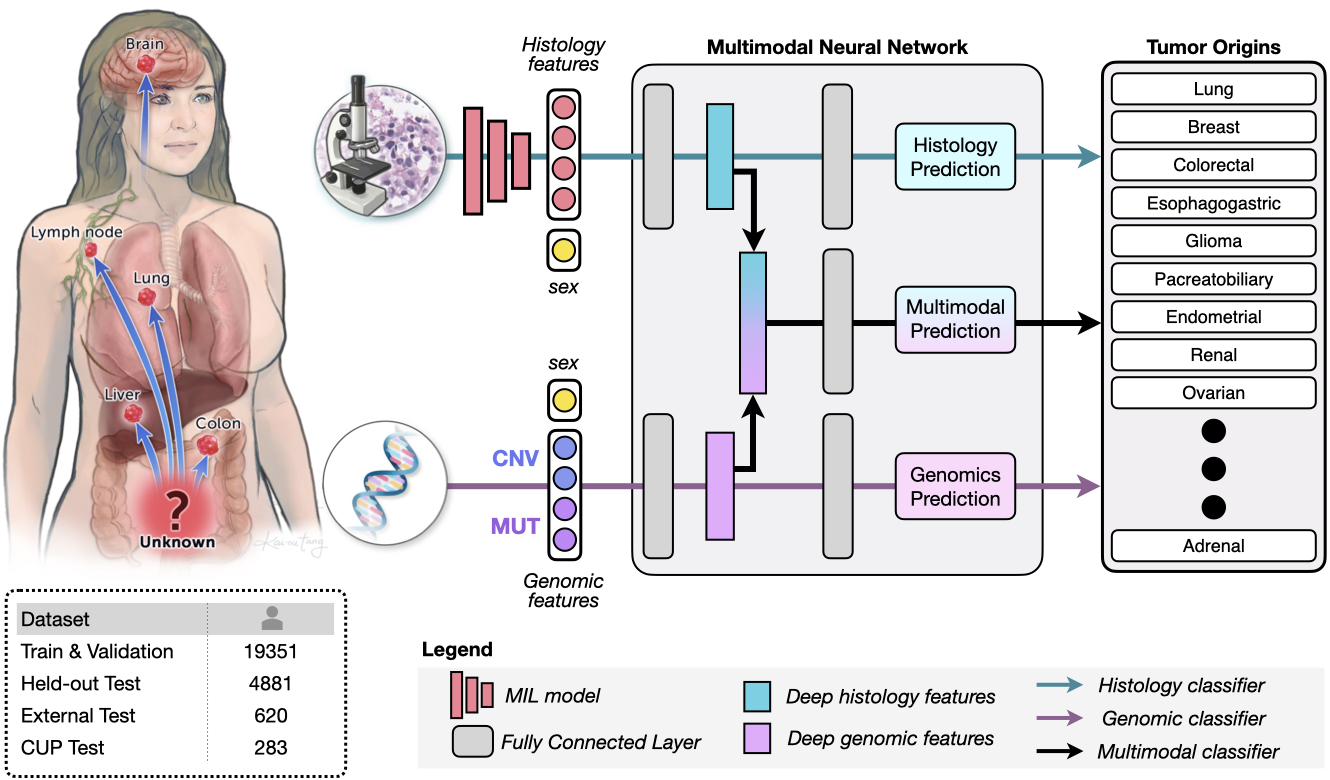 Brain
Lymph node
Lung
Liver
Colon
?
Unknown
Histology
features
sex
sex
CNV
MUT
Genomic
features
Multimodal Neural Network
Histology
Prediction
Multimodal
Prediction
Genomics
Prediction
Tumor Origins
Lung
Breast
Colorectal
Esophagogastric
Glioma
Pacreatobiliary
Endometrial
Renal
Ovarian
Adrenal
Dataset
Train & Validation 19351
Held-out Test 4881
External Test 620
CUP Test 283
Legend
MIL model
Fully Connected Layer
Deep histology features
Deep genomic features
Histology classifier
Genomic classifier
Multimodal classifier